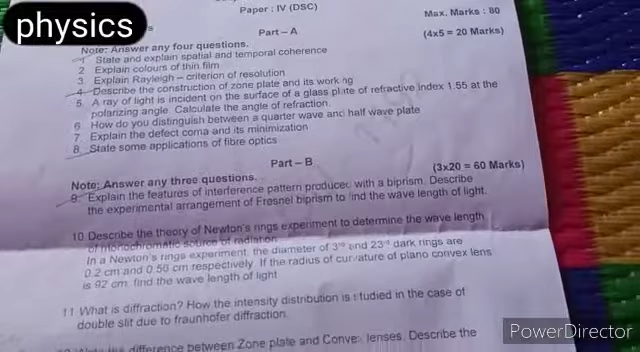 physics
Paper : IV (DSC)
s
Max. Marks : 80
Part – A
(4x5 = 20 Marks)
Note: Answer any four questions.
1 State and explain spatial and temporal coherence
2 Explain colours of thin film
3. Explain Rayleigh – criterion of resolution
4. Describe the construction of zone plate and its working
5. A ray of light is incident on the surface of a glass plate of refractive index 1.55 at the
polarizing angle. Calculate the angle of refraction.
6 How do you distinguish between a quarter wave and half wave plate
7. Explain the defect coma and its minimization
8. State some applications of fibre optics
Part – B
(3x20 = 60 Marks)
Note: Answer any three questions.
9. Explain the features of interference pattern produced with a biprism. Describe
the experimental arrangement of Fresnel biprism to find the wave length of light.
10 Describe the theory of Newton's rings experiment to determine the wave length
of monochromatic source of radiation
In a Newton's rings experiment, the diameter of 3rd and 23rd dark rings are
0.2 cm and 0.56 cm respectively. If the radius of curvature of plano convex lens
is 92 cm, find the wave length of light
11 What is diffraction? How the intensity distribution is studied in the case of
double slit due to fraunhofer diffraction.
difference between Zone plate and Convex lenses. Describe the
PowerDirector